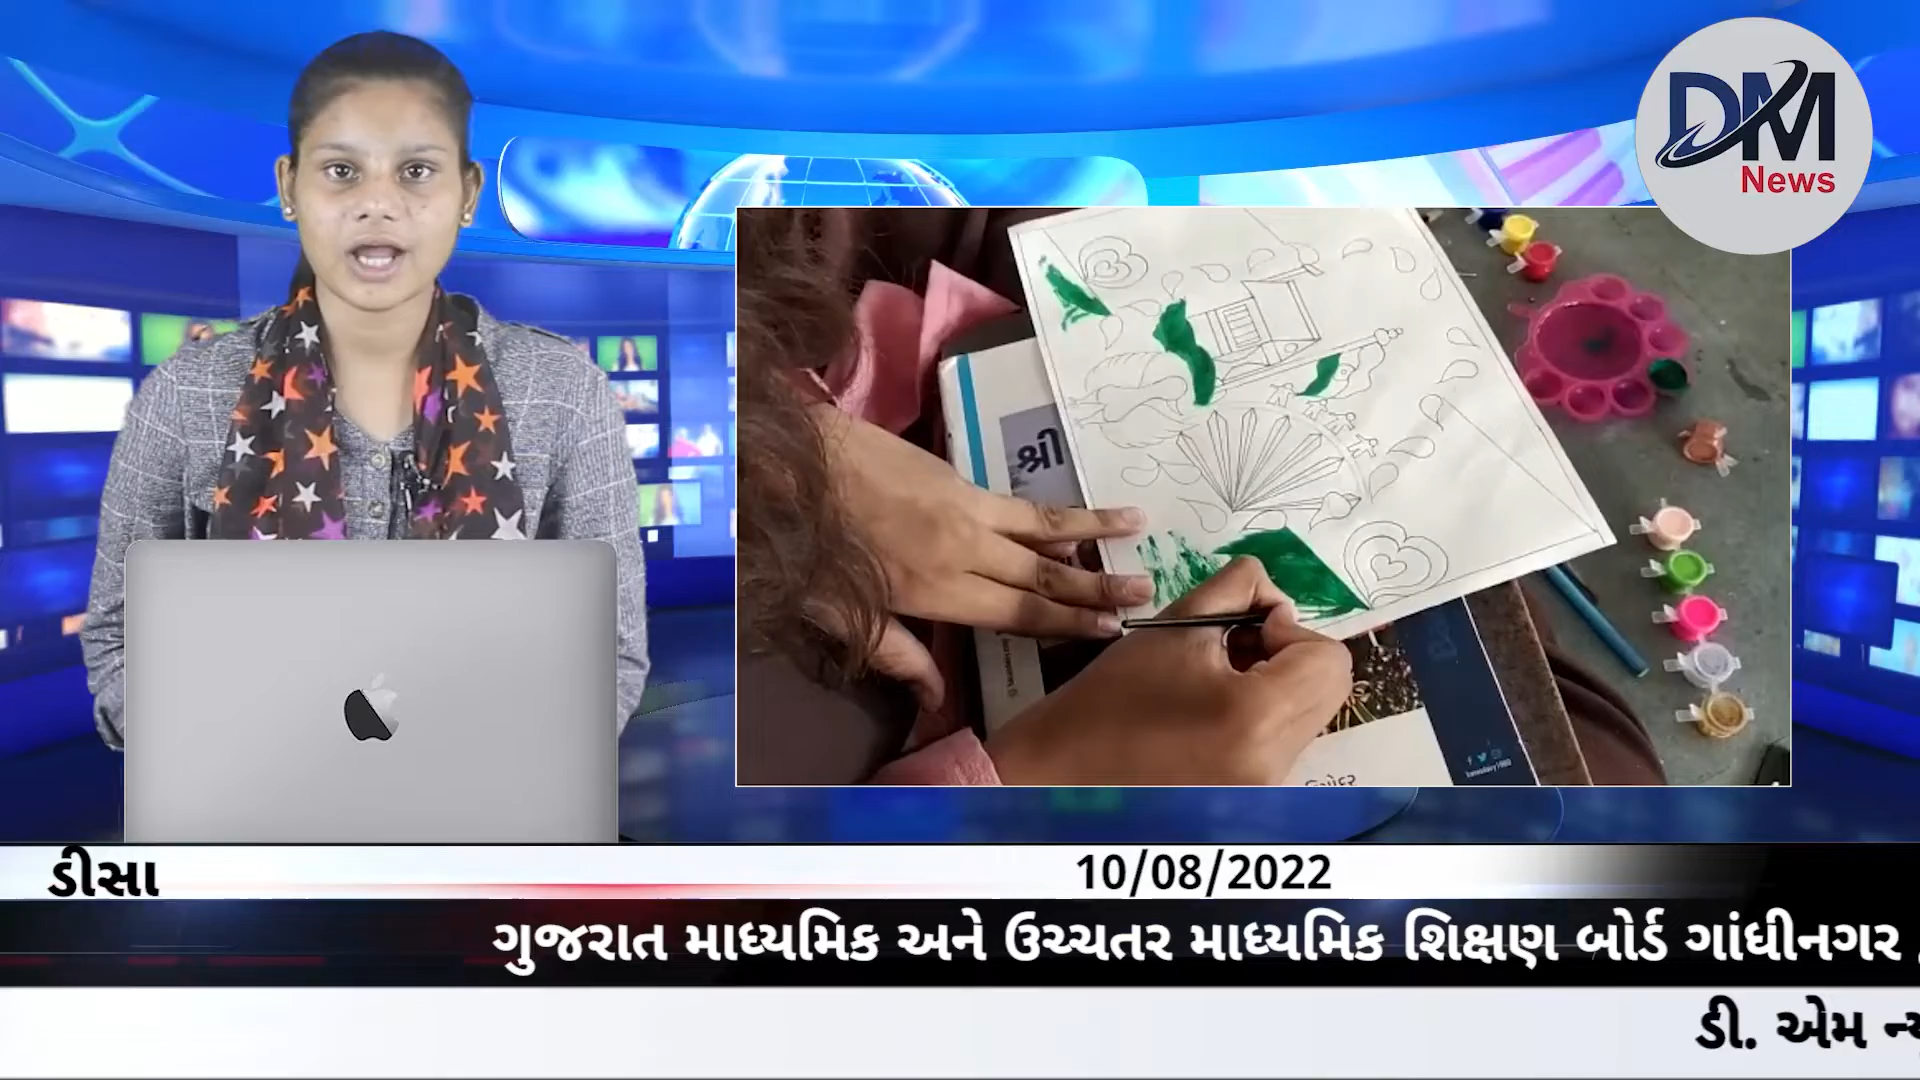 DM
News
શ્રી
ડીસા
10/08/2022
ગુજરાત માધ્યમિક અને ઉચ્ચતર માધ્યમિક શિક્ષણ બોર્ડ ગાંધીનગર
ડી. એમ